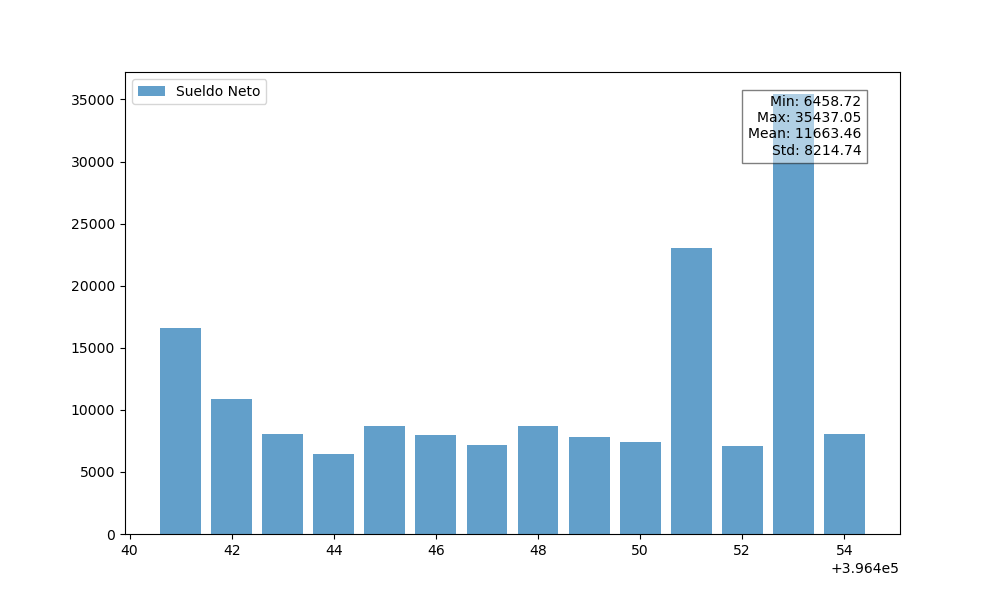 Sueldo Neto
Min: 6458.72
Max: 35437.05
Mean: 11663.46
Std: 8214.74
35000
30000
25000
20000
15000
10000
5000
0
40 42 44 46 48 50 52 54
+3.964e5